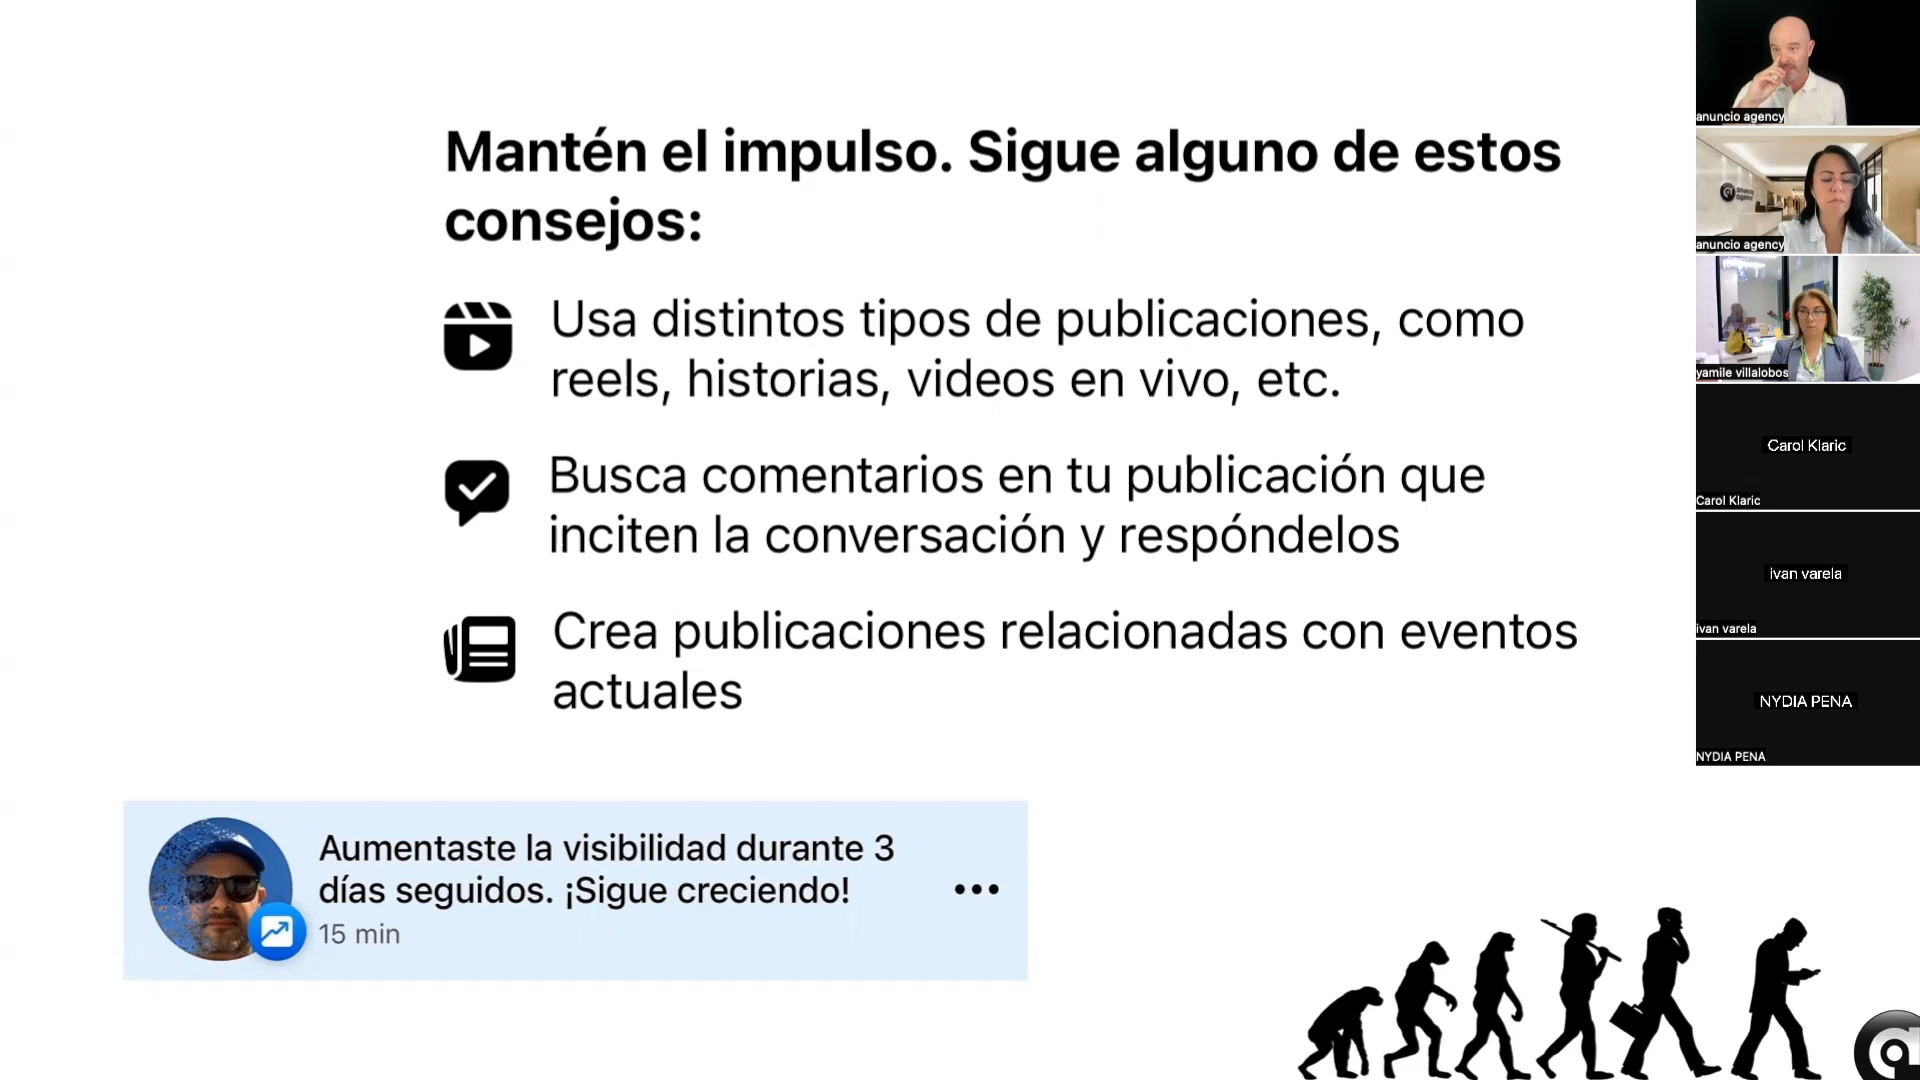 Mantén el impulso. Sigue alguno de estos
consejos:
Usa distintos tipos de publicaciones, como
reels, historias, videos en vivo, etc.
Busca comentarios en tu publicación que
inciten la conversación y respóndelos
Crea publicaciones relacionadas con eventos
actuales
Aumentaste la visibilidad durante 3
días seguidos. ¡Sigue creciendo!
15 min
anuncio agency
anuncio agency
anuncio agency
yamile villalobos
Carol Klaric
Carol Klaric
ivan varela
ivan varela
NYDIA PENA
NYDIA PENA